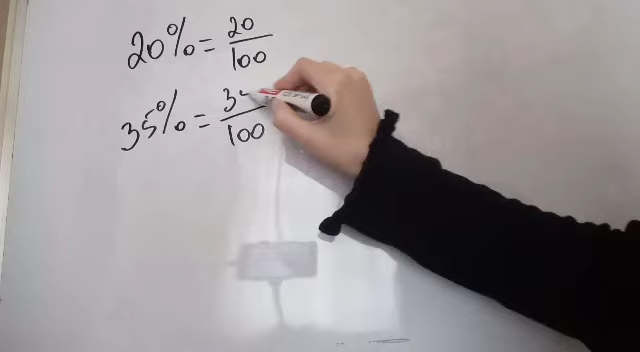 20% = 20/100
35% = 3/100